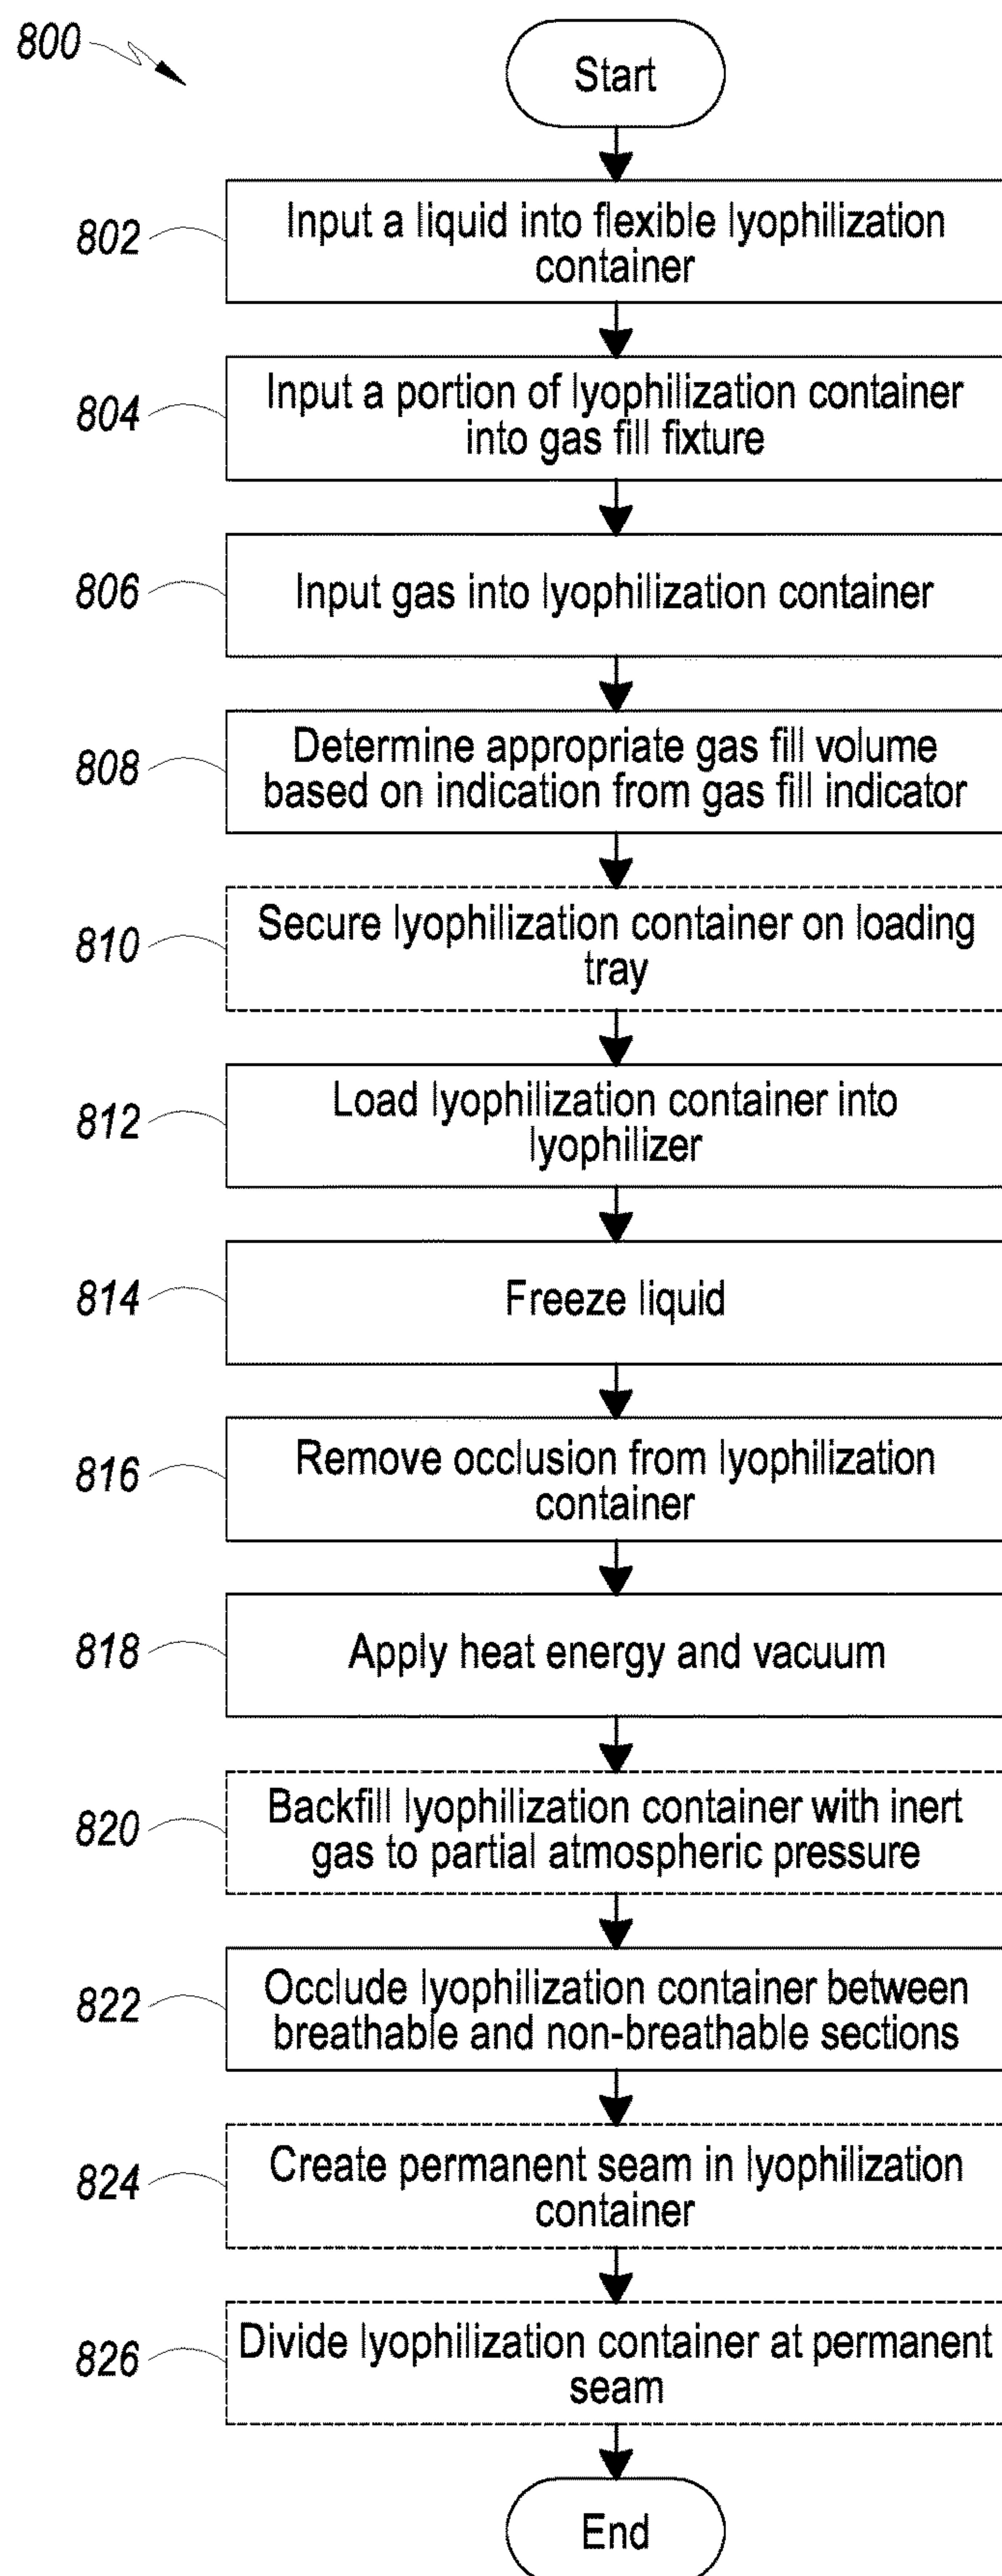 800
Start
802
Input a liquid into flexible lyophilization
container
804
Input a portion of lyophilization container
into gas fill fixture
806
Input gas into lyophilization container
808
Determine appropriate gas fill volume
based on indication from gas fill indicator
810
Secure lyophilization container on loading
tray
812
Load lyophilization container into
lyophilizer
814
Freeze liquid
816
Remove occlusion from lyophilization
container
818
Apply heat energy and vacuum
820
Backfill lyophilization container with inert
gas to partial atmospheric pressure
822
Occlude lyophilization container between
breathable and non-breathable sections
824
Create permanent seam in lyophilization
container
826
Divide lyophilization container at permanent
seam
End